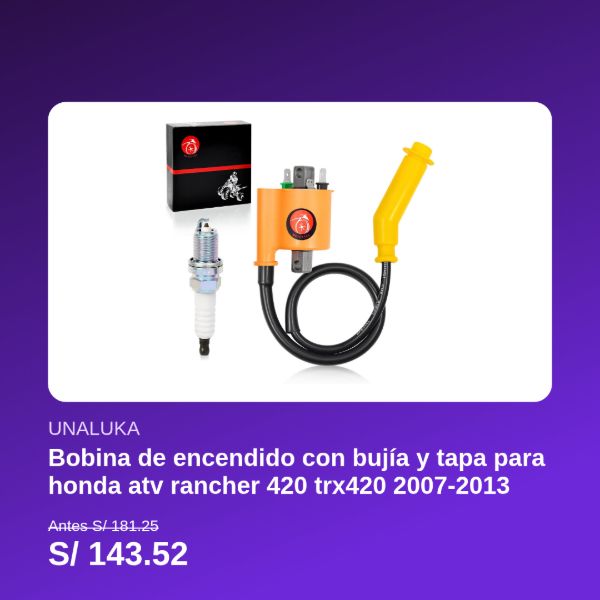 UNALUKA
Bobina de encendido con bujía y tapa para
honda atv rancher 420 trx420 2007-2013
Antes S/ 181.25
S/ 143.52